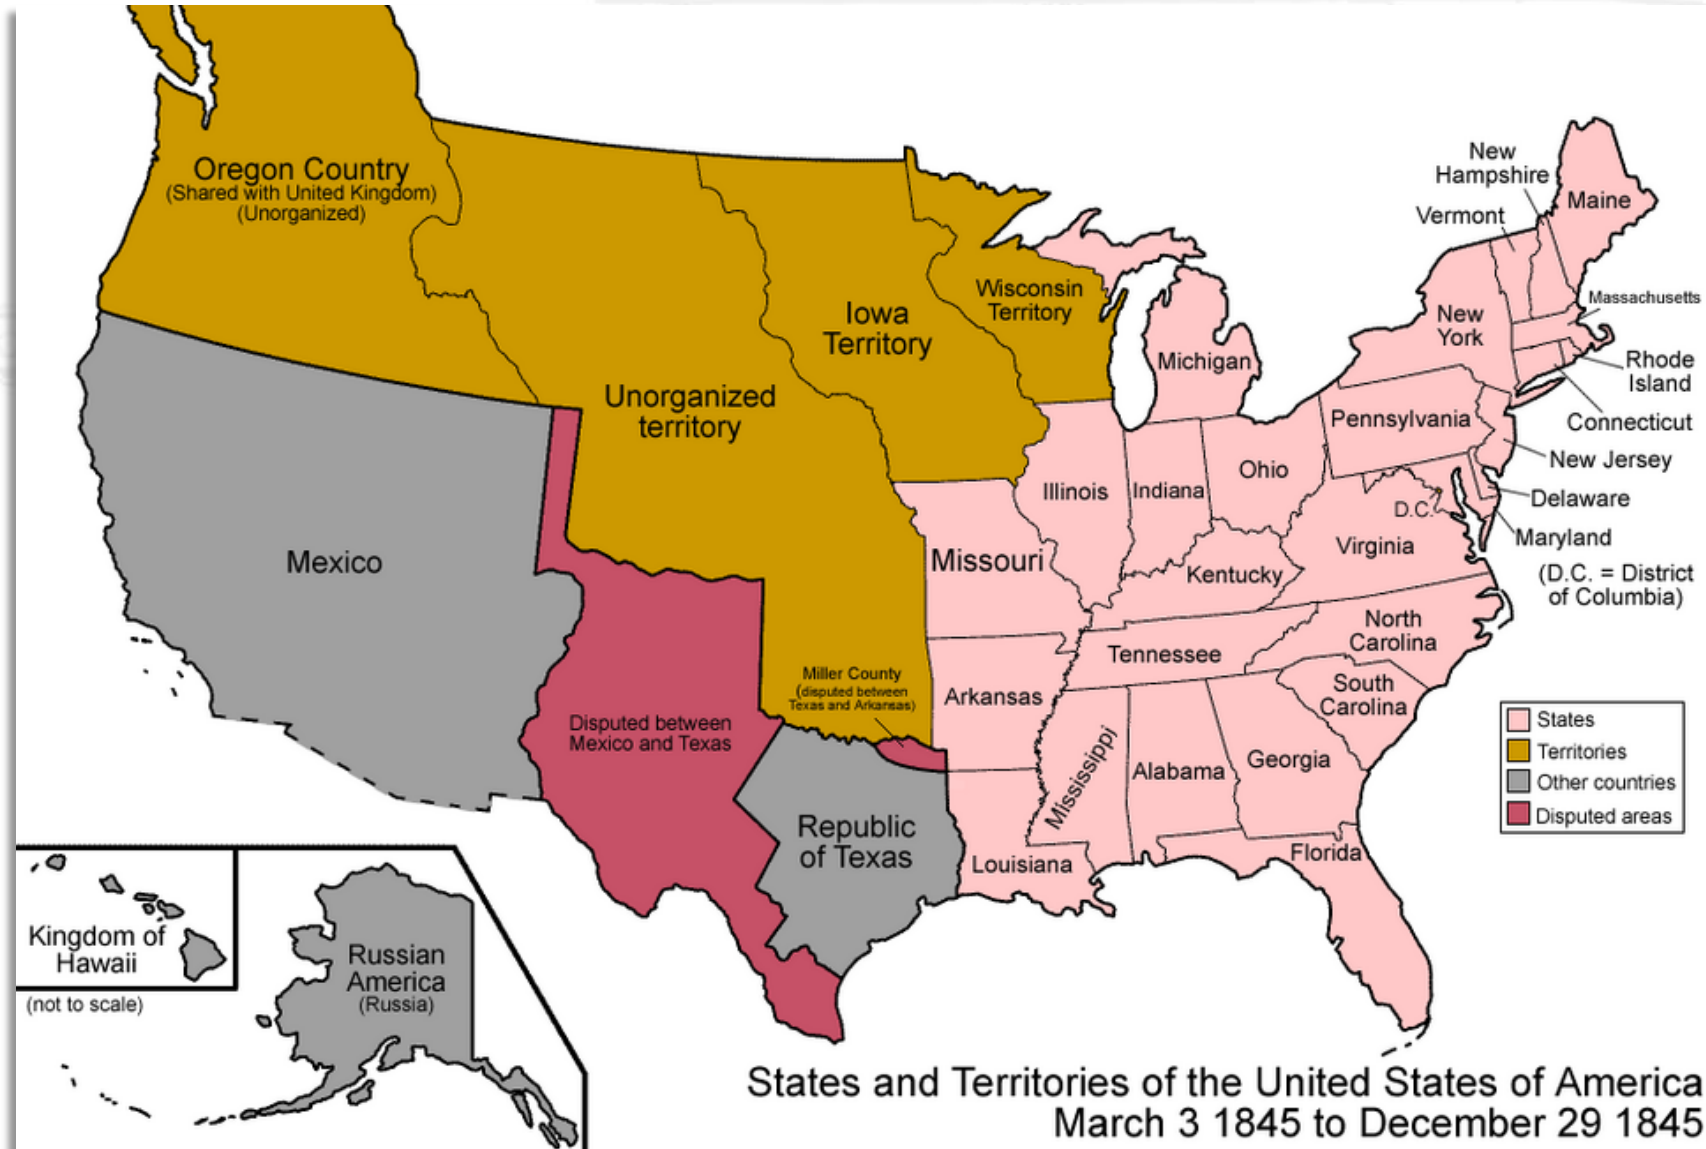 Oregon Country
(Shared with United Kingdom)
(Unorganized)
Unorganized
territory
Iowa
Territory
Wisconsin
Territory
Michigan
New
Hampshire
Vermont
Maine
Massachusetts
New
York
Rhode
Island
Connecticut
Pennsylvania
New Jersey
Delaware
Maryland
D.C.
(D.C. = District
of Columbia)
Ohio
Indiana
Illinois
Virginia
Kentucky
Missouri
Mexico
North
Carolina
Tennessee
South
Carolina
Arkansas
Miller County
(disputed between
Texas and Arkansas)
Disputed between
Mexico and Texas
Mississippi
Alabama
Georgia
Republic
of Texas
Louisiana
Florida
States
Territories
Other countries
Disputed areas
Kingdom of
Hawaii
(not to scale)
Russian
America
(Russia)
States and Territories of the United States of America
March 3 1845 to December 29 1845